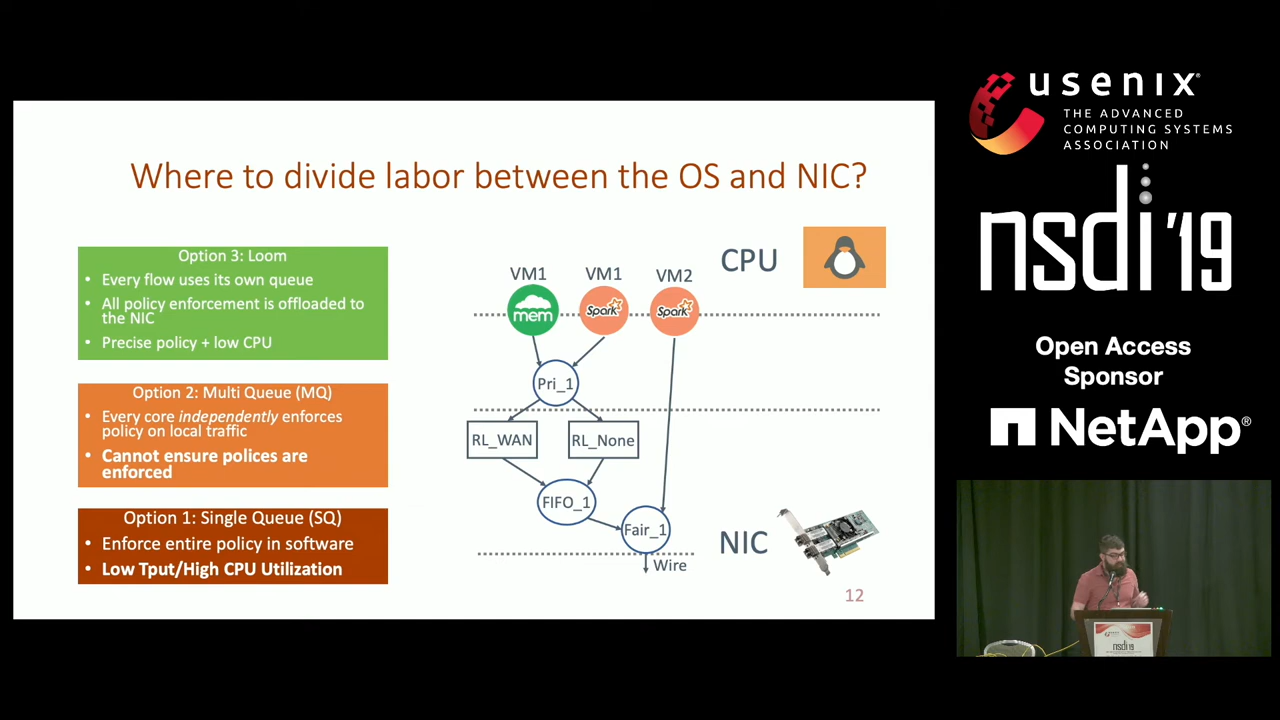 Where to divide labor between the OS and NIC?
Option 3: Loom
• Every flow uses its own queue
• All policy enforcement is offloaded to
the NIC
• Precise policy + low CPU
Option 2: Multi Queue (MQ)
• Every core independently enforces
policy on local traffic
• Cannot ensure polices are
enforced
Option 1: Single Queue (SQ)
• Enforce entire policy in software
• Low Tput/High CPU Utilization
VM1
VM1
VM2
CPU
mem
Spark
Spark
Pri_1
RL_WAN
RL_None
FIFO_1
Fair_1
Wire
NIC
12
usenix®
THE ADVANCED
COMPUTING SYSTEMS
ASSOCIATION
nsdi '19
Open Access
Sponsor
NetApp®
nsdi '19